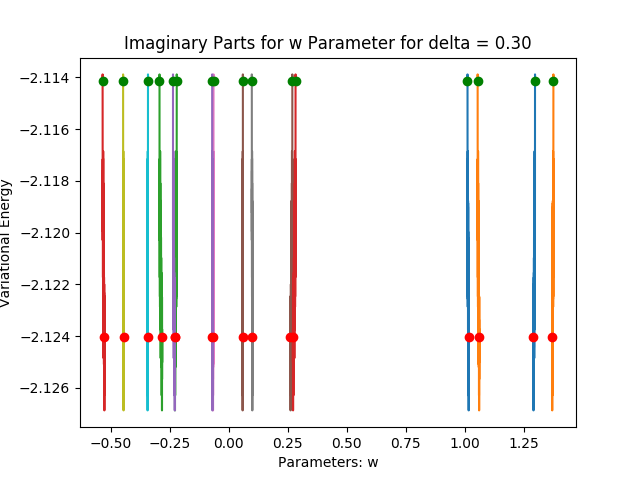 Imaginary Parts for w Parameter for delta = 0.30
Variational Energy
−2.114
−2.116
−2.118
−2.120
−2.122
−2.124
−2.126
−0.50 −0.25 0.00 0.25 0.50 0.75 1.00 1.25
Parameters: w